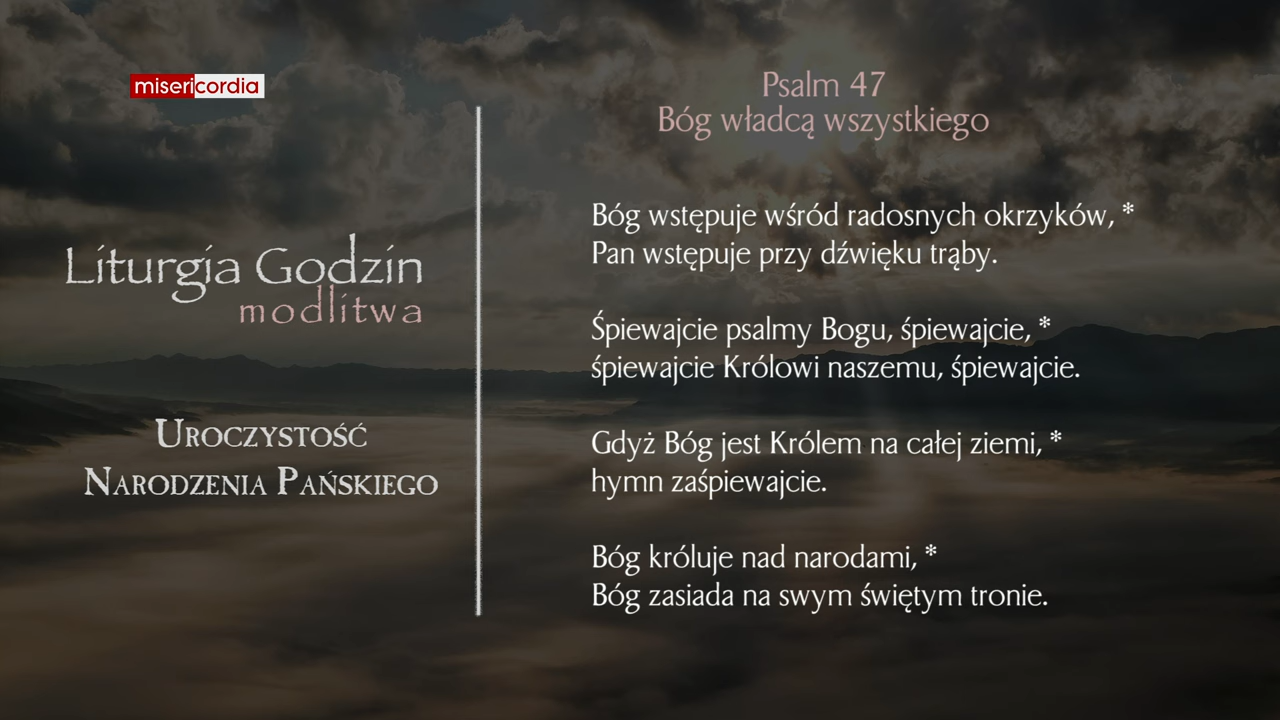 misericordia
Liturgia Godzin
modlitwa
Uroczystość
Narodzenia Pańskiego
Psalm 47
Bóg władcą wszystkiego
Bóg wstępuje wśród radosnych okrzyków, *
Pan wstępuje przy dźwięku trąby.
Śpiewajcie psalmy Bogu, śpiewajcie, *
śpiewajcie Królowi naszemu, śpiewajcie.
Gdyż Bóg jest Królem na całej ziemi, *
hymn zaśpiewajcie.
Bóg króluje nad narodami, *
Bóg zasiada na swym świętym tronie.